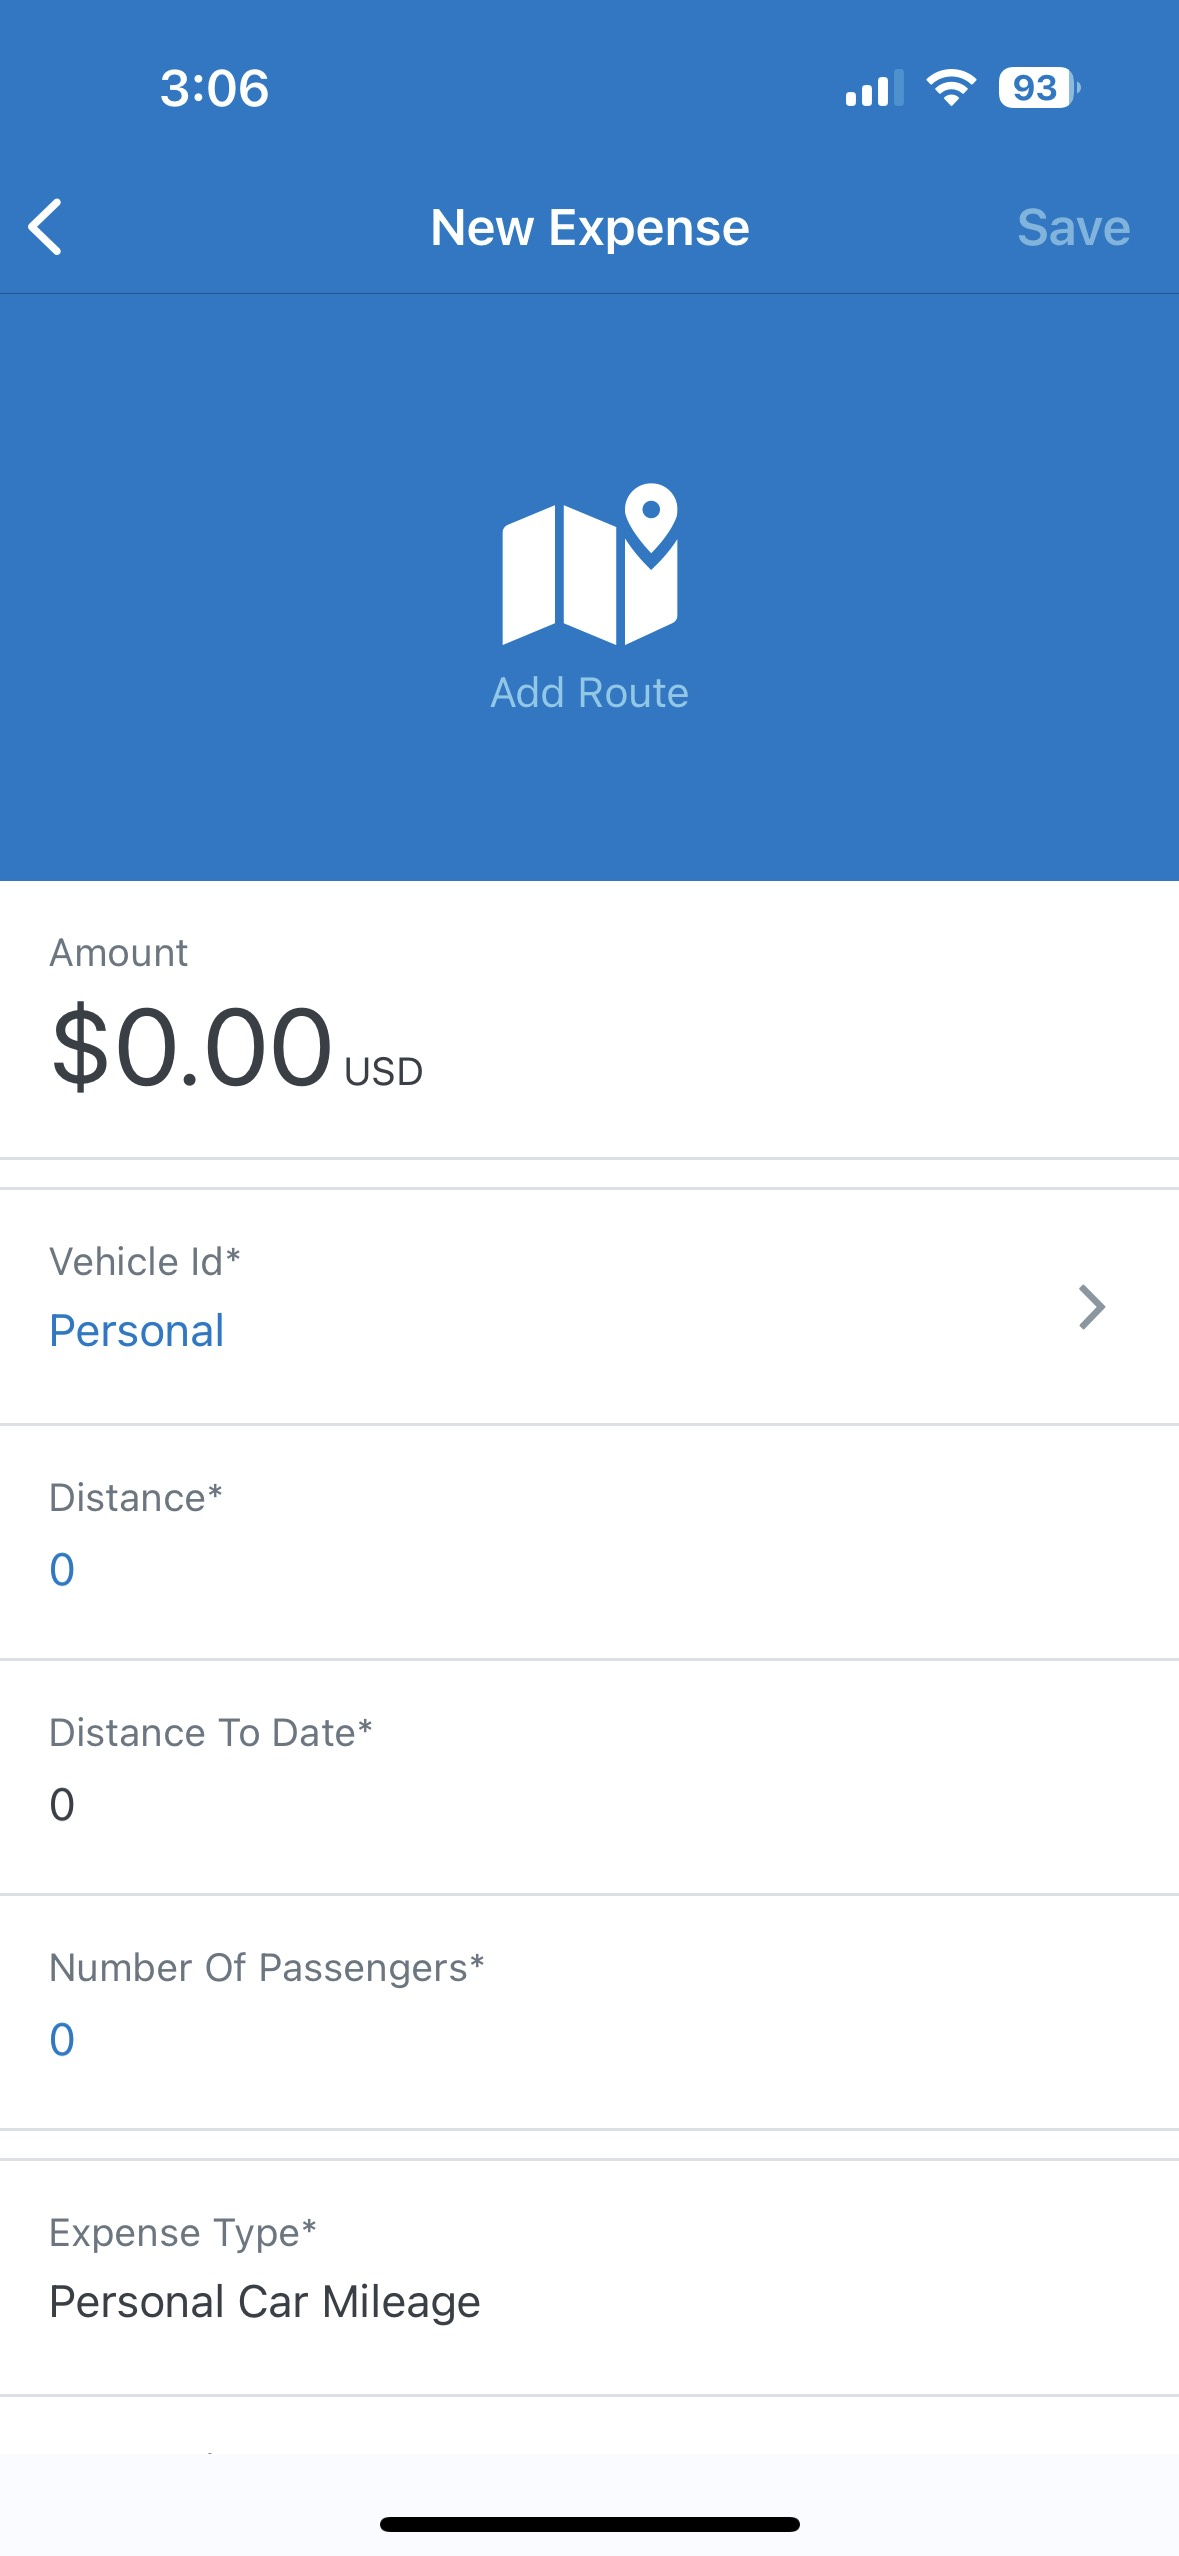 3:06
93
New Expense
Save
Add Route
Amount
$0.00 USD
Vehicle Id*
Personal
Distance*
0
Distance To Date*
0
Number Of Passengers*
0
Expense Type*
Personal Car Mileage